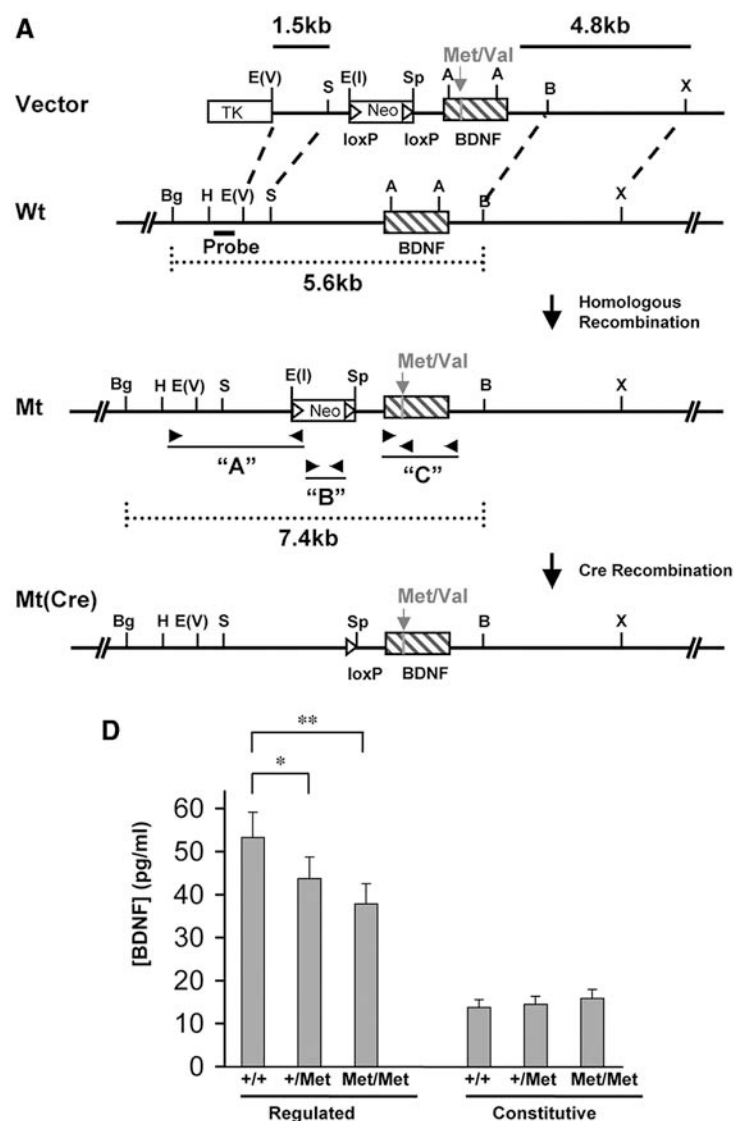 A
1.5kb 4.8kb
Met/Val
E(V) S E(I) Sp A A B X
Vector TK Neo
loxP loxP BDNF
Bg H E(V) S A A B X
Wt
Probe BDNF
5.6kb
Homologous
Recombination
Met/Val
Bg H E(V) S E(I) Sp B X
Mt Neo
“A” “B” “C”
7.4kb
Cre Recombination
Mt(Cre) Met/Val
Bg H E(V) S Sp B X
loxP BDNF
D
**
*
[BDNF] (pg/ml)
60
50
40
30
20
10
0
+/+ +/Met Met/Met +/+ +/Met Met/Met
Regulated Constitutive